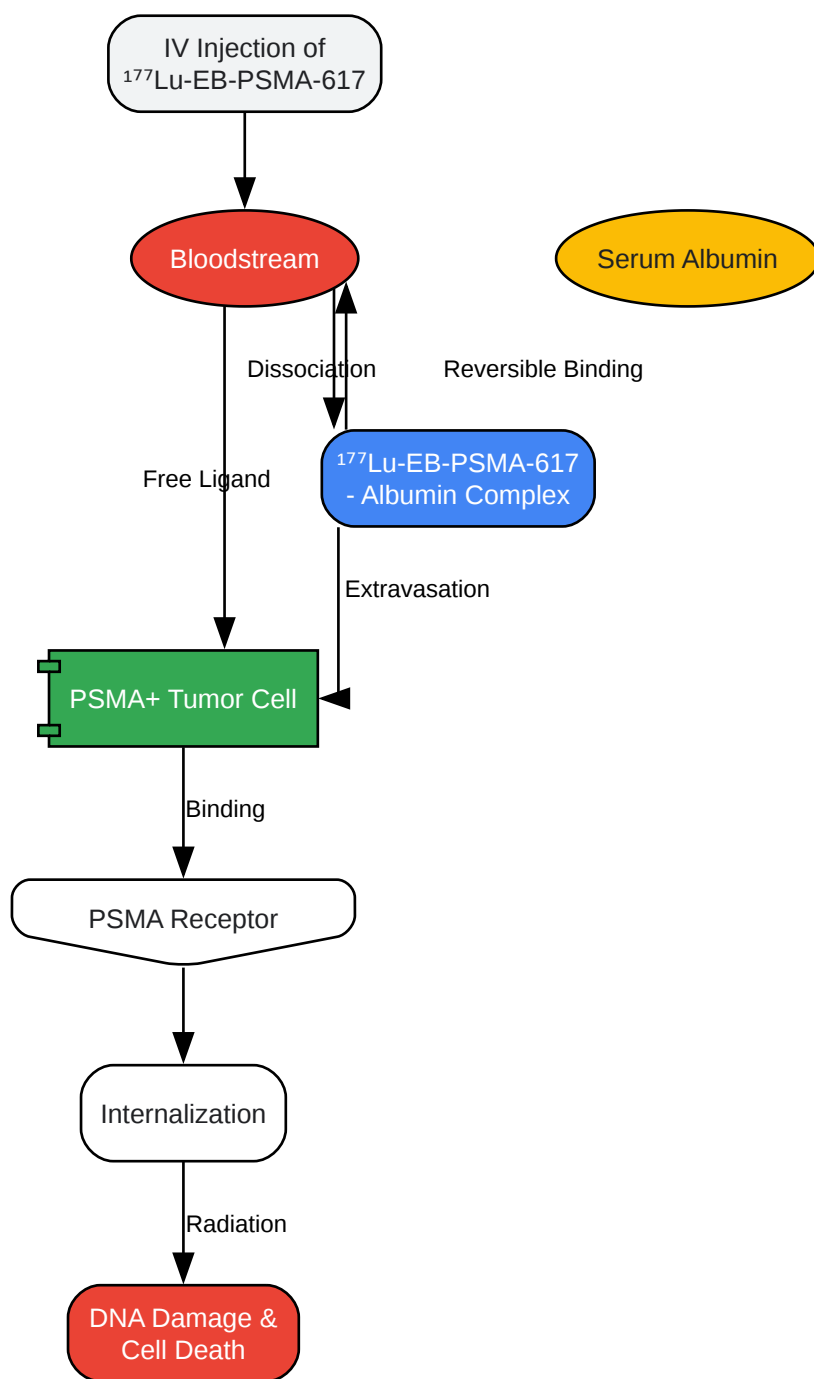 IV Injection of
¹⁷⁷Lu-EB-PSMA-617
Bloodstream
Serum Albumin
Dissociation
Reversible Binding
¹⁷⁷Lu-EB-PSMA-617
- Albumin Complex
Free Ligand
Extravasation
PSMA+ Tumor Cell
Binding
PSMA Receptor
Internalization
Radiation
DNA Damage &
Cell Death